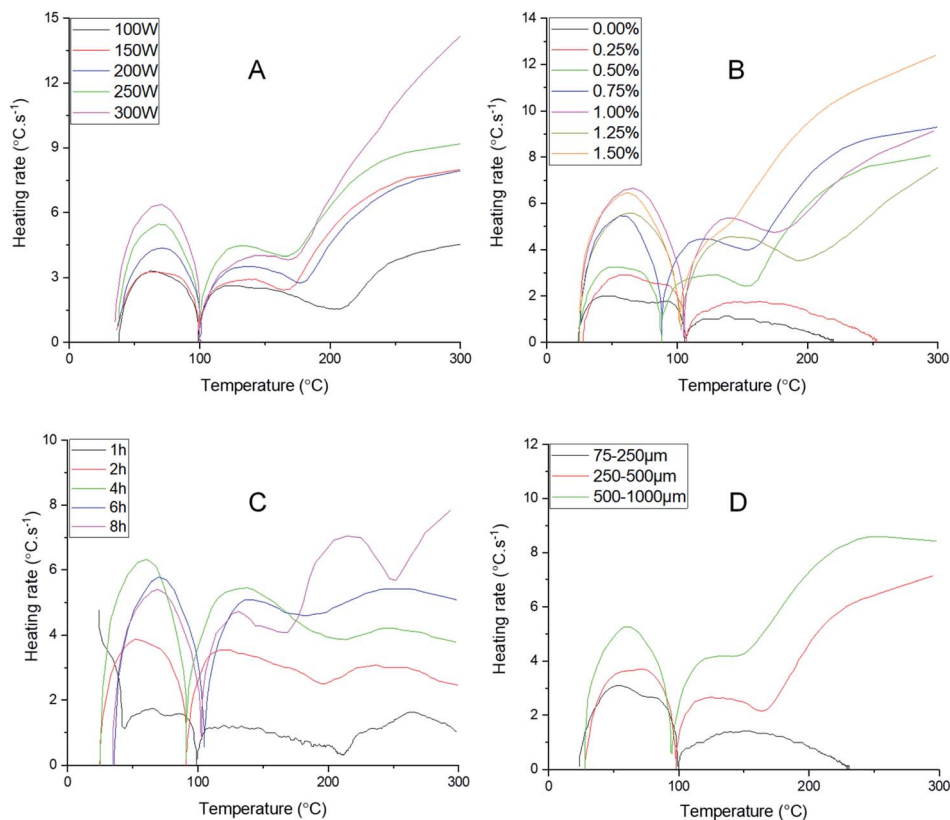 A
100W
150W
200W
250W
300W
15
12
9
6
3
0
Heating rate (°C.s⁻¹)
0 100 200 300
Temperature (°C)
B
0.00%
0.25%
0.50%
0.75%
1.00%
1.25%
1.50%
14
12
10
8
6
4
2
0
Heating rate (°C.s⁻¹)
0 100 200 300
Temperature (°C)
C
1h
2h
4h
6h
8h
10
8
6
4
2
0
Heating rate (°C.s⁻¹)
0 100 200 300
Temperature (°C)
D
75-250µm
250-500µm
500-1000µm
12
10
8
6
4
2
0
Heating rate (°C.s⁻¹)
0 100 200 300
Temperature (°C)